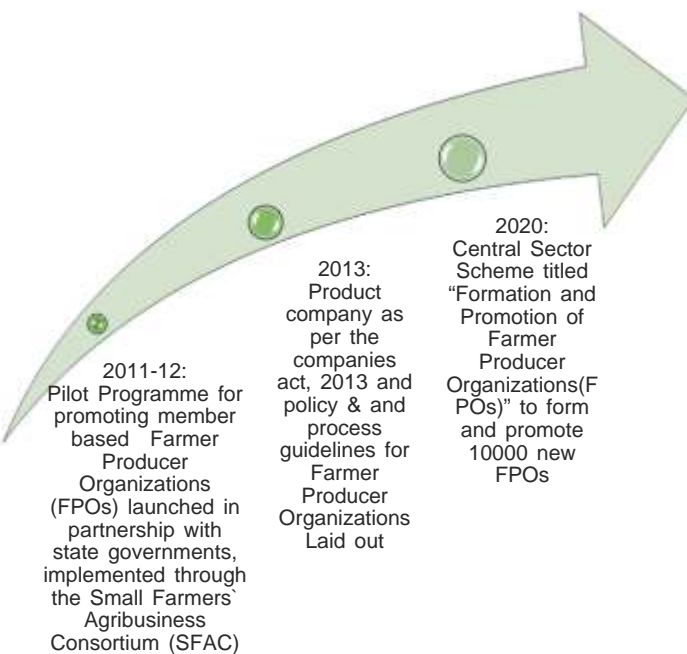 2011-12:
Pilot Programme for
promoting member
based Farmer
Producer
Organizations
(FPOs) launched in
partnership with
state governments,
implemented through
the Small Farmers`
Agribusiness
Consortium (SFAC)
2013:
Product
company as
per the
companies
act, 2013 and
policy & and
process
guidelines for
Farmer
Producer
Organizations
Laid out
2020:
Central Sector
Scheme titled
“Formation and
Promotion of
Farmer
Producer
Organizations(F
POs)” to form
and promote
10000 new
FPOs